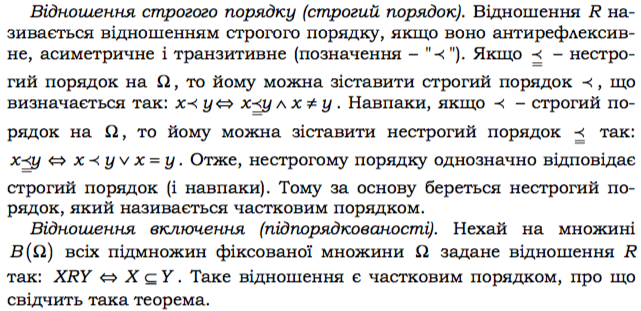 Відношення строгого порядку (строгий порядок). Відношення R на-
зивається відношенням строгого порядку, якщо воно антирефлексив-
не, асиметричне і транзитивне (позначення – "≺"). Якщо ≼ – нестро-
гий порядок на Ω, то йому можна зіставити строгий порядок ≺, що
визначається так: x≺ y⇔ x≼y ∧ x ≠ y. Навпаки, якщо ≺ – строгий по-
рядок на Ω, то йому можна зіставити нестрогий порядок ≼ так:
x≼y ⇔ x ≺ y ∨ x = y. Отже, нестрогому порядку однозначно відповідає
строгий порядок (і навпаки). Тому за основу береться нестрогий по-
рядок, який називається частковим порядком.
Відношення включення (підпорядкованості). Нехай на множині
B(Ω) всіх підмножин фіксованої множини Ω задане відношення R
так: XRY ⇔ X ⊆ Y. Таке відношення є частковим порядком, про що
свідчить така теорема.